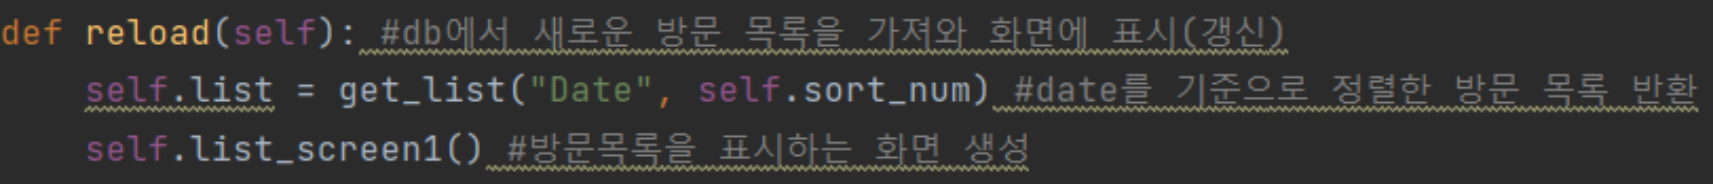 def reload(self): #db에서 새로운 방문 목록을 가져와 화면에 표시(갱신)
self.list = get_list("Date", self.sort_num) #date를 기준으로 정렬한 방문 목록 반환
self.list_screen1() #방문목록을 표시하는 화면 생성